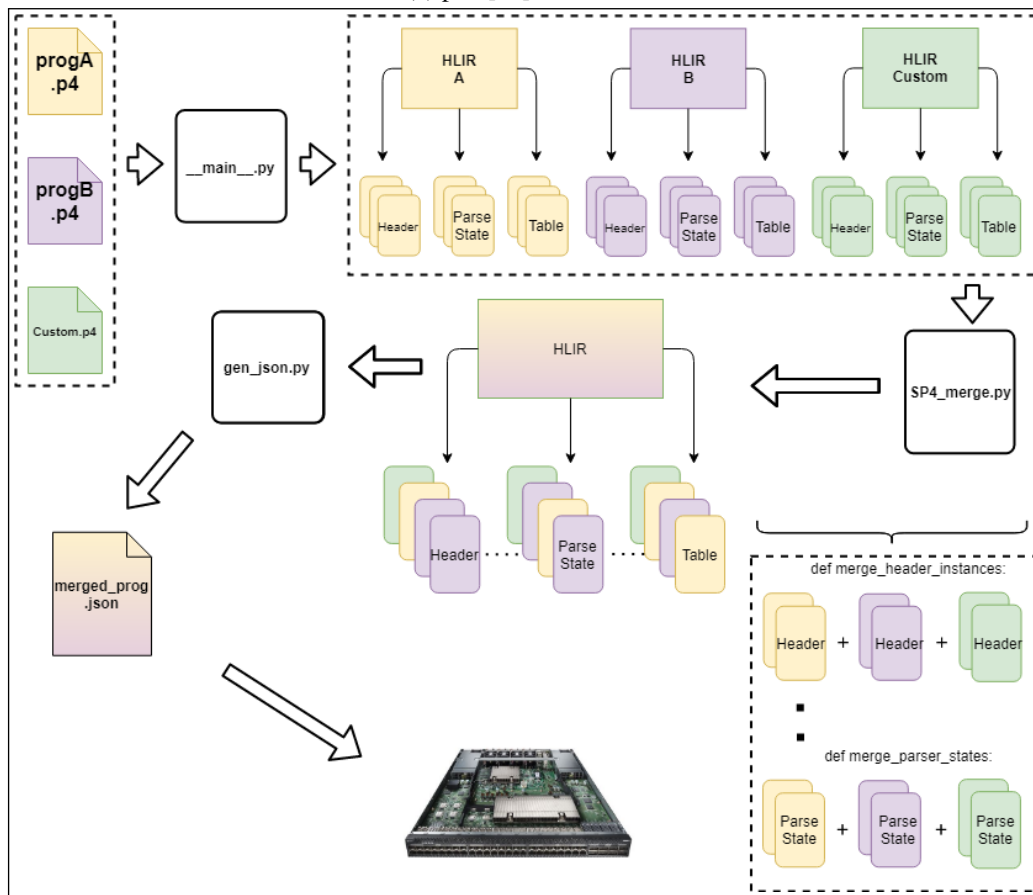 progA
.p4
progB
.p4
Custom.p4
__main__.py
HLIR
A
HLIR
B
HLIR
Custom
Header
Parse
State
Table
Header
Parse
State
Table
Header
Parse
State
Table
SP4_merge.py
HLIR
gen_json.py
Header
Parse
State
Table
merged_prog
.json
def merge_header_instances:
Header + Header + Header
def merge_parser_states:
Parse
State
+
Parse
State
+
Parse
State